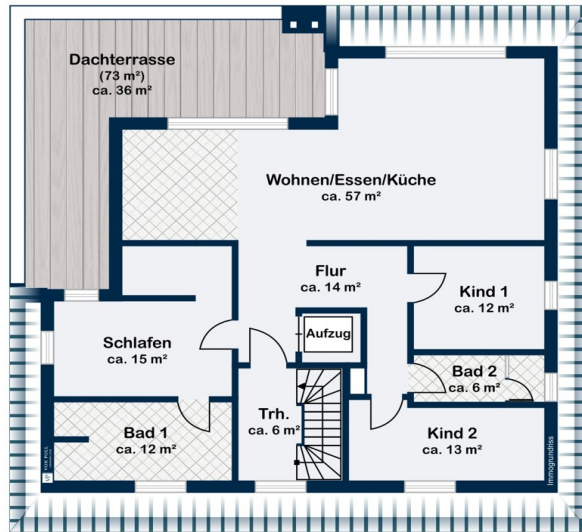 Dachterrasse
(73 m²)
ca. 36 m²
Wohnen/Essen/Küche
ca. 57 m²
Flur
ca. 14 m²
Kind 1
ca. 12 m²
Aufzug
Schlafen
ca. 15 m²
Bad 2
ca. 6 m²
Trh.
ca. 6 m²
Bad 1
ca. 12 m²
Kind 2
ca. 13 m²
VON POLL
Immogrundriss